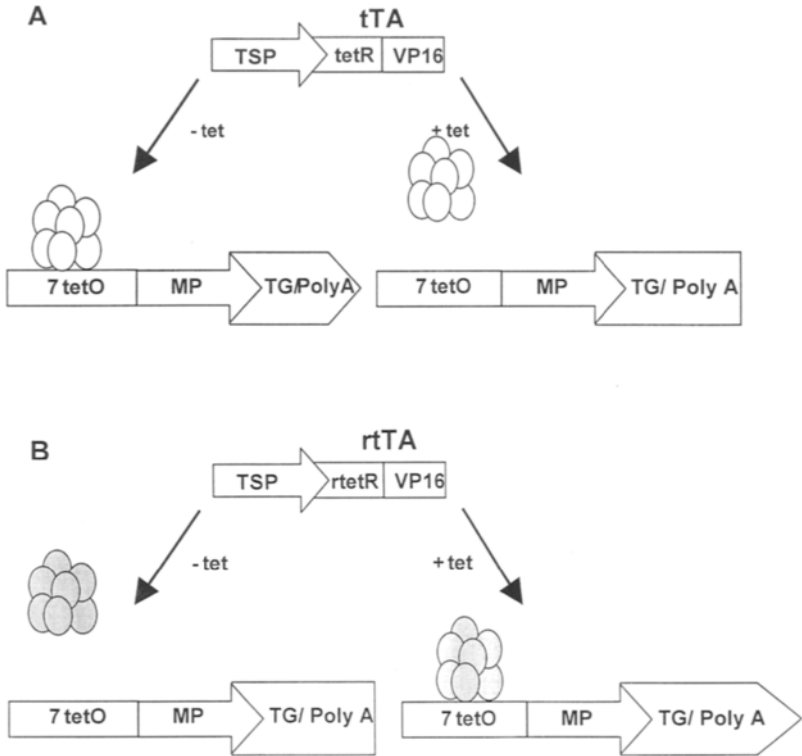 A
tTA
TSP tetR VP16
- tet + tet
7 tetO MP TG/PolyA 7 tetO MP TG/ Poly A
B
rtTA
TSP rtetR VP16
- tet + tet
7 tetO MP TG/ Poly A 7 tetO MP TG/ Poly A